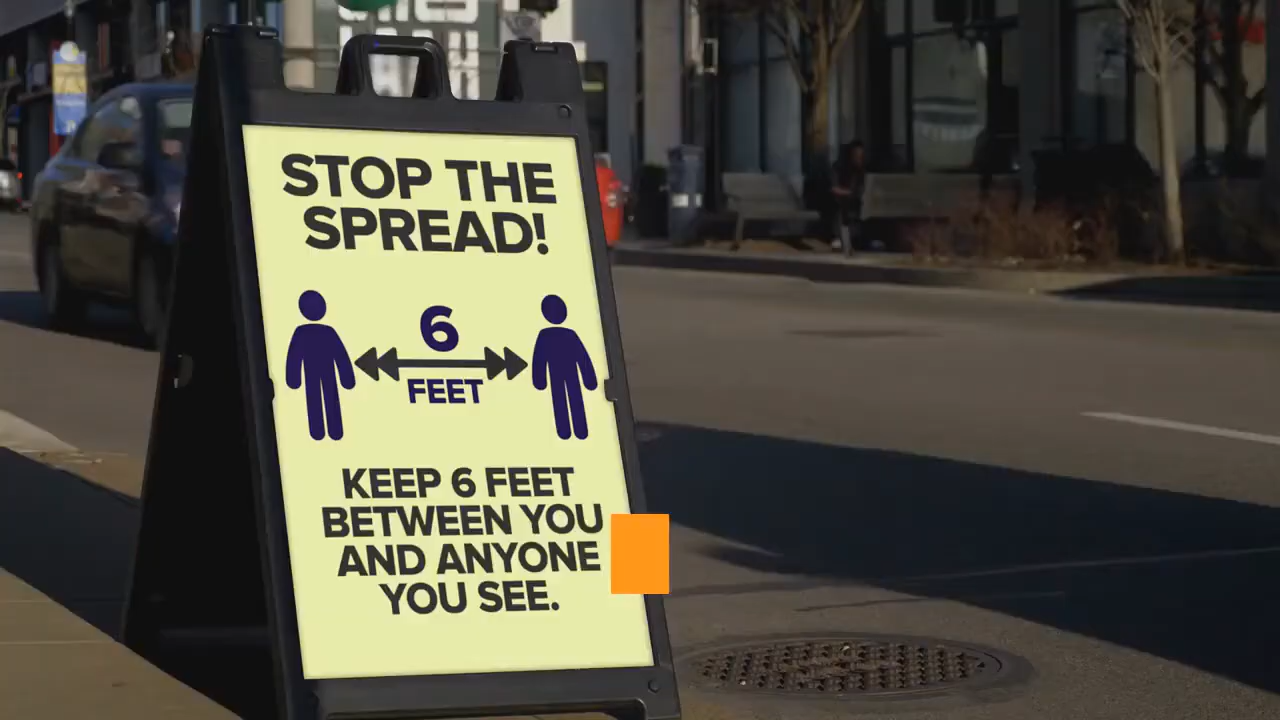 STOP THE
SPREAD!
6
FEET
KEEP 6 FEET
BETWEEN YOU
AND ANYONE
YOU SEE.